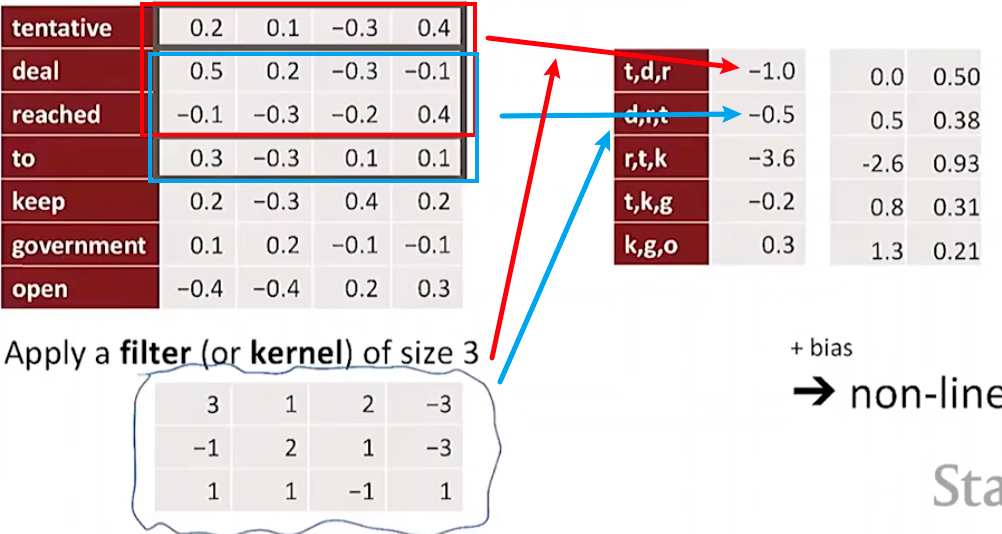 tentative 0.2 0.1 −0.3 0.4
deal 0.5 0.2 −0.3 −0.1
reached −0.1 −0.3 −0.2 0.4
to 0.3 −0.3 0.1 0.1
keep 0.2 −0.3 0.4 0.2
government 0.1 0.2 −0.1 −0.1
open −0.4 −0.4 0.2 0.3
t,d,r −1.0 0.0 0.50
d,r,t −0.5 0.5 0.38
r,t,k −3.6 -2.6 0.93
t,k,g −0.2 0.8 0.31
k,g,o 0.3 1.3 0.21
Apply a filter (or kernel) of size 3
3 1 2 −3
−1 2 1 −3
1 1 −1 1
+ bias
➔ non-line
Sta